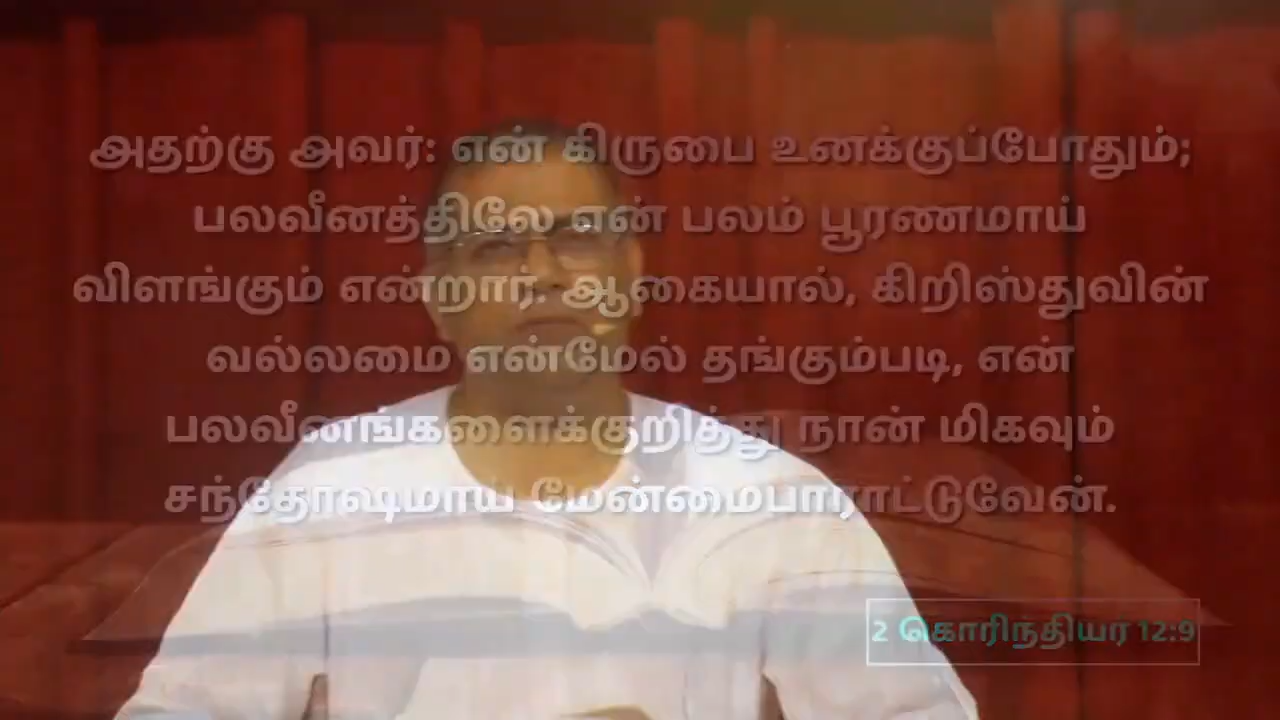 அதற்கு அவர்: என் கிருபை உனக்குப்போதும்;
பலவீனத்திலே என் பலம் பூரணமாய்
விளங்கும் என்றார்; ஆகையால், கிறிஸ்துவின்
வல்லமை என்மேல் தங்கும்படி, என்
பலவீனங்களைக்குறித்து நான் மிகவும்
சந்தோஷமாய் மேன்மைபாராட்டுவேன்.
2 கொரிந்தியர் 12:9